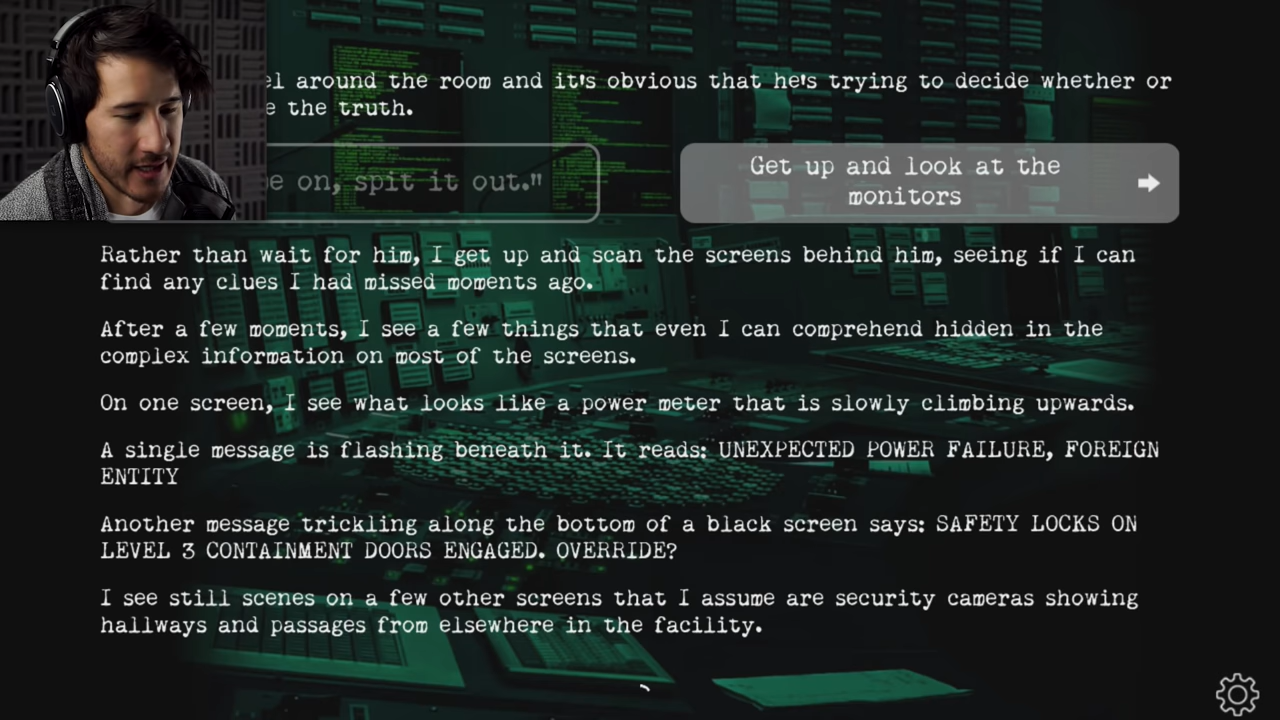 around the room and it's obvious that he's trying to decide whether or
the truth.
on, spit it out."
Get up and look at the
monitors
Rather than wait for him, I get up and scan the screens behind him, seeing if I can
find any clues I had missed moments ago.
After a few moments, I see a few things that even I can comprehend hidden in the
complex information on most of the screens.
On one screen, I see what looks like a power meter that is slowly climbing upwards.
A single message is flashing beneath it. It reads: UNEXPECTED POWER FAILURE, FOREIGN
ENTITY
Another message trickling along the bottom of a black screen says: SAFETY LOCKS ON
LEVEL 3 CONTAINMENT DOORS ENGAGED. OVERRIDE?
I see still scenes on a few other screens that I assume are security cameras showing
hallways and passages from elsewhere in the facility.